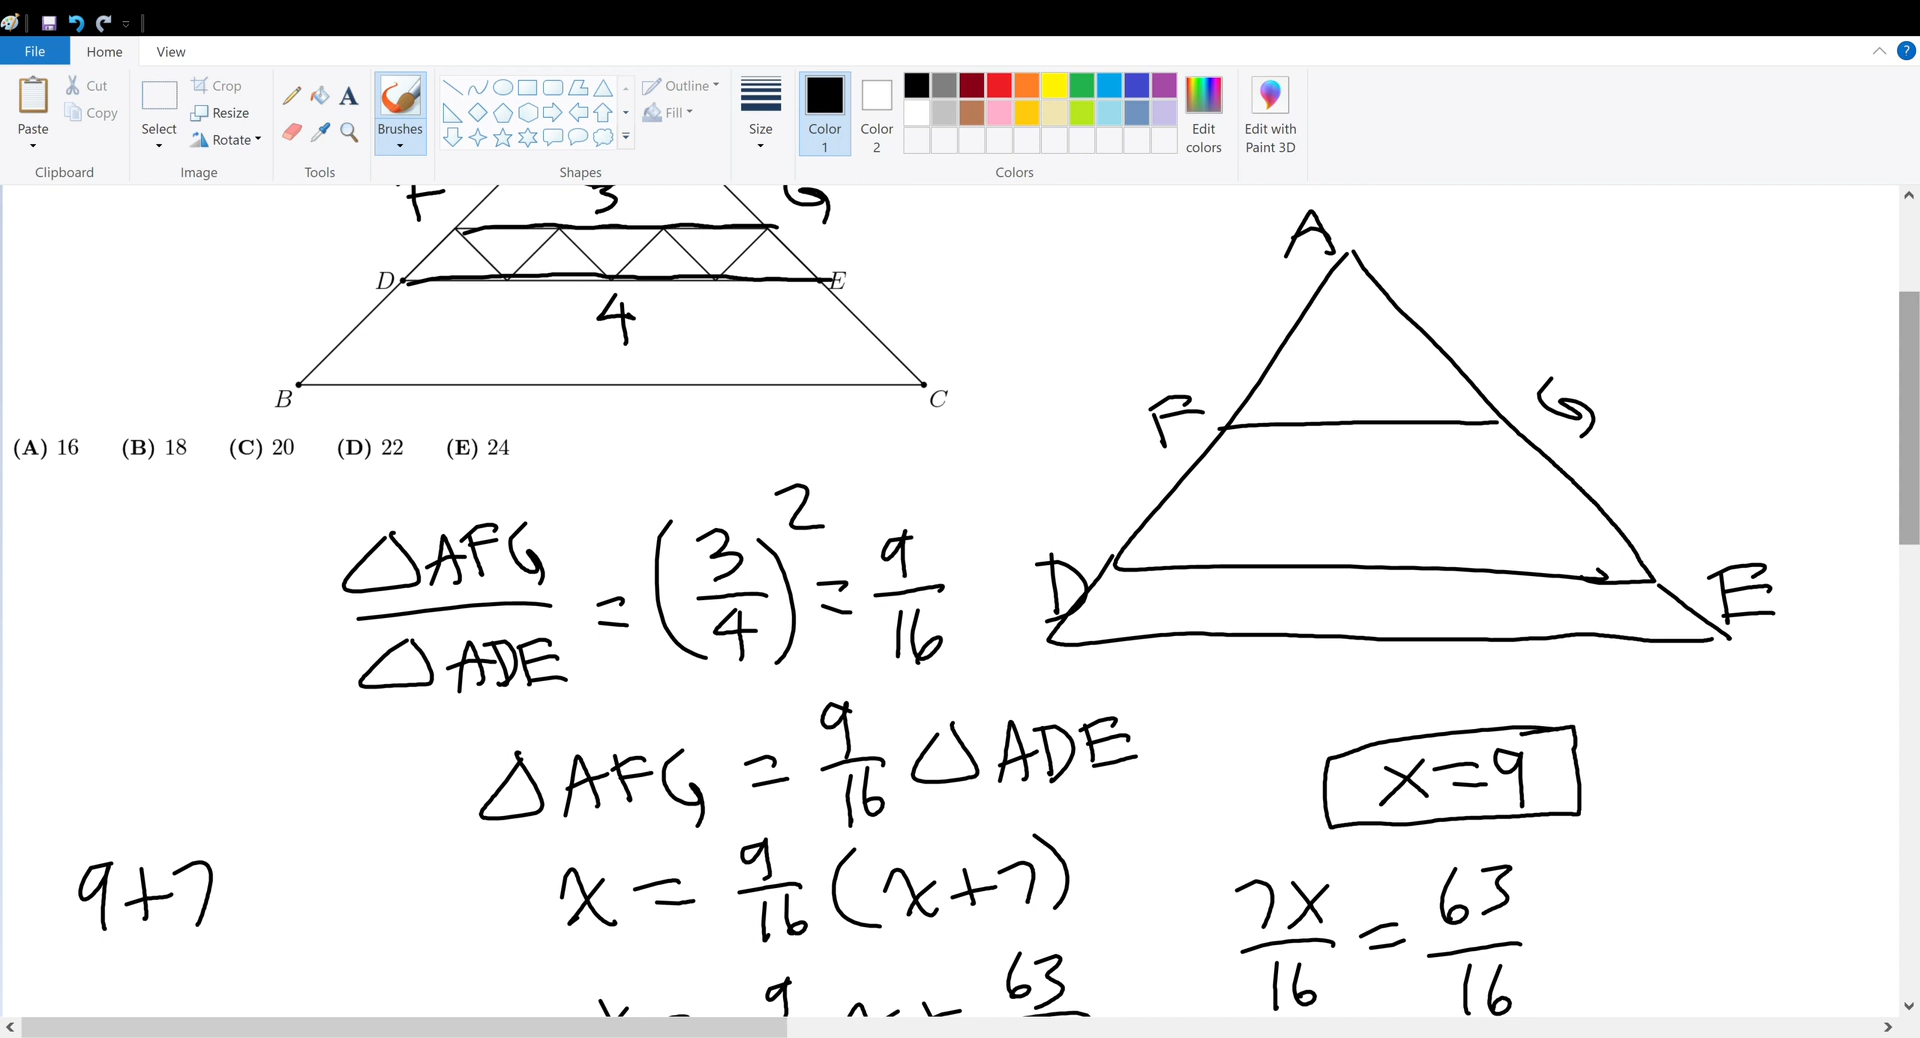 File Home View
Paste Cut Copy Clipboard
Select Crop Resize Rotate Image
A Tools
Brushes
Shapes Outline Fill
Size
Color 1 Color 2 Edit colors Edit with Paint 3D Colors
F 3 G
D E
4
B C
(A) 16 (B) 18 (C) 20 (D) 22 (E) 24
A
F G
D E
△AFG / △ADE = (3/4)² = 9/16
△AFG = 9/16 △ADE
x=9
9+7
x = 9/16 (x+7)
7x/16 = 63/16
9 63